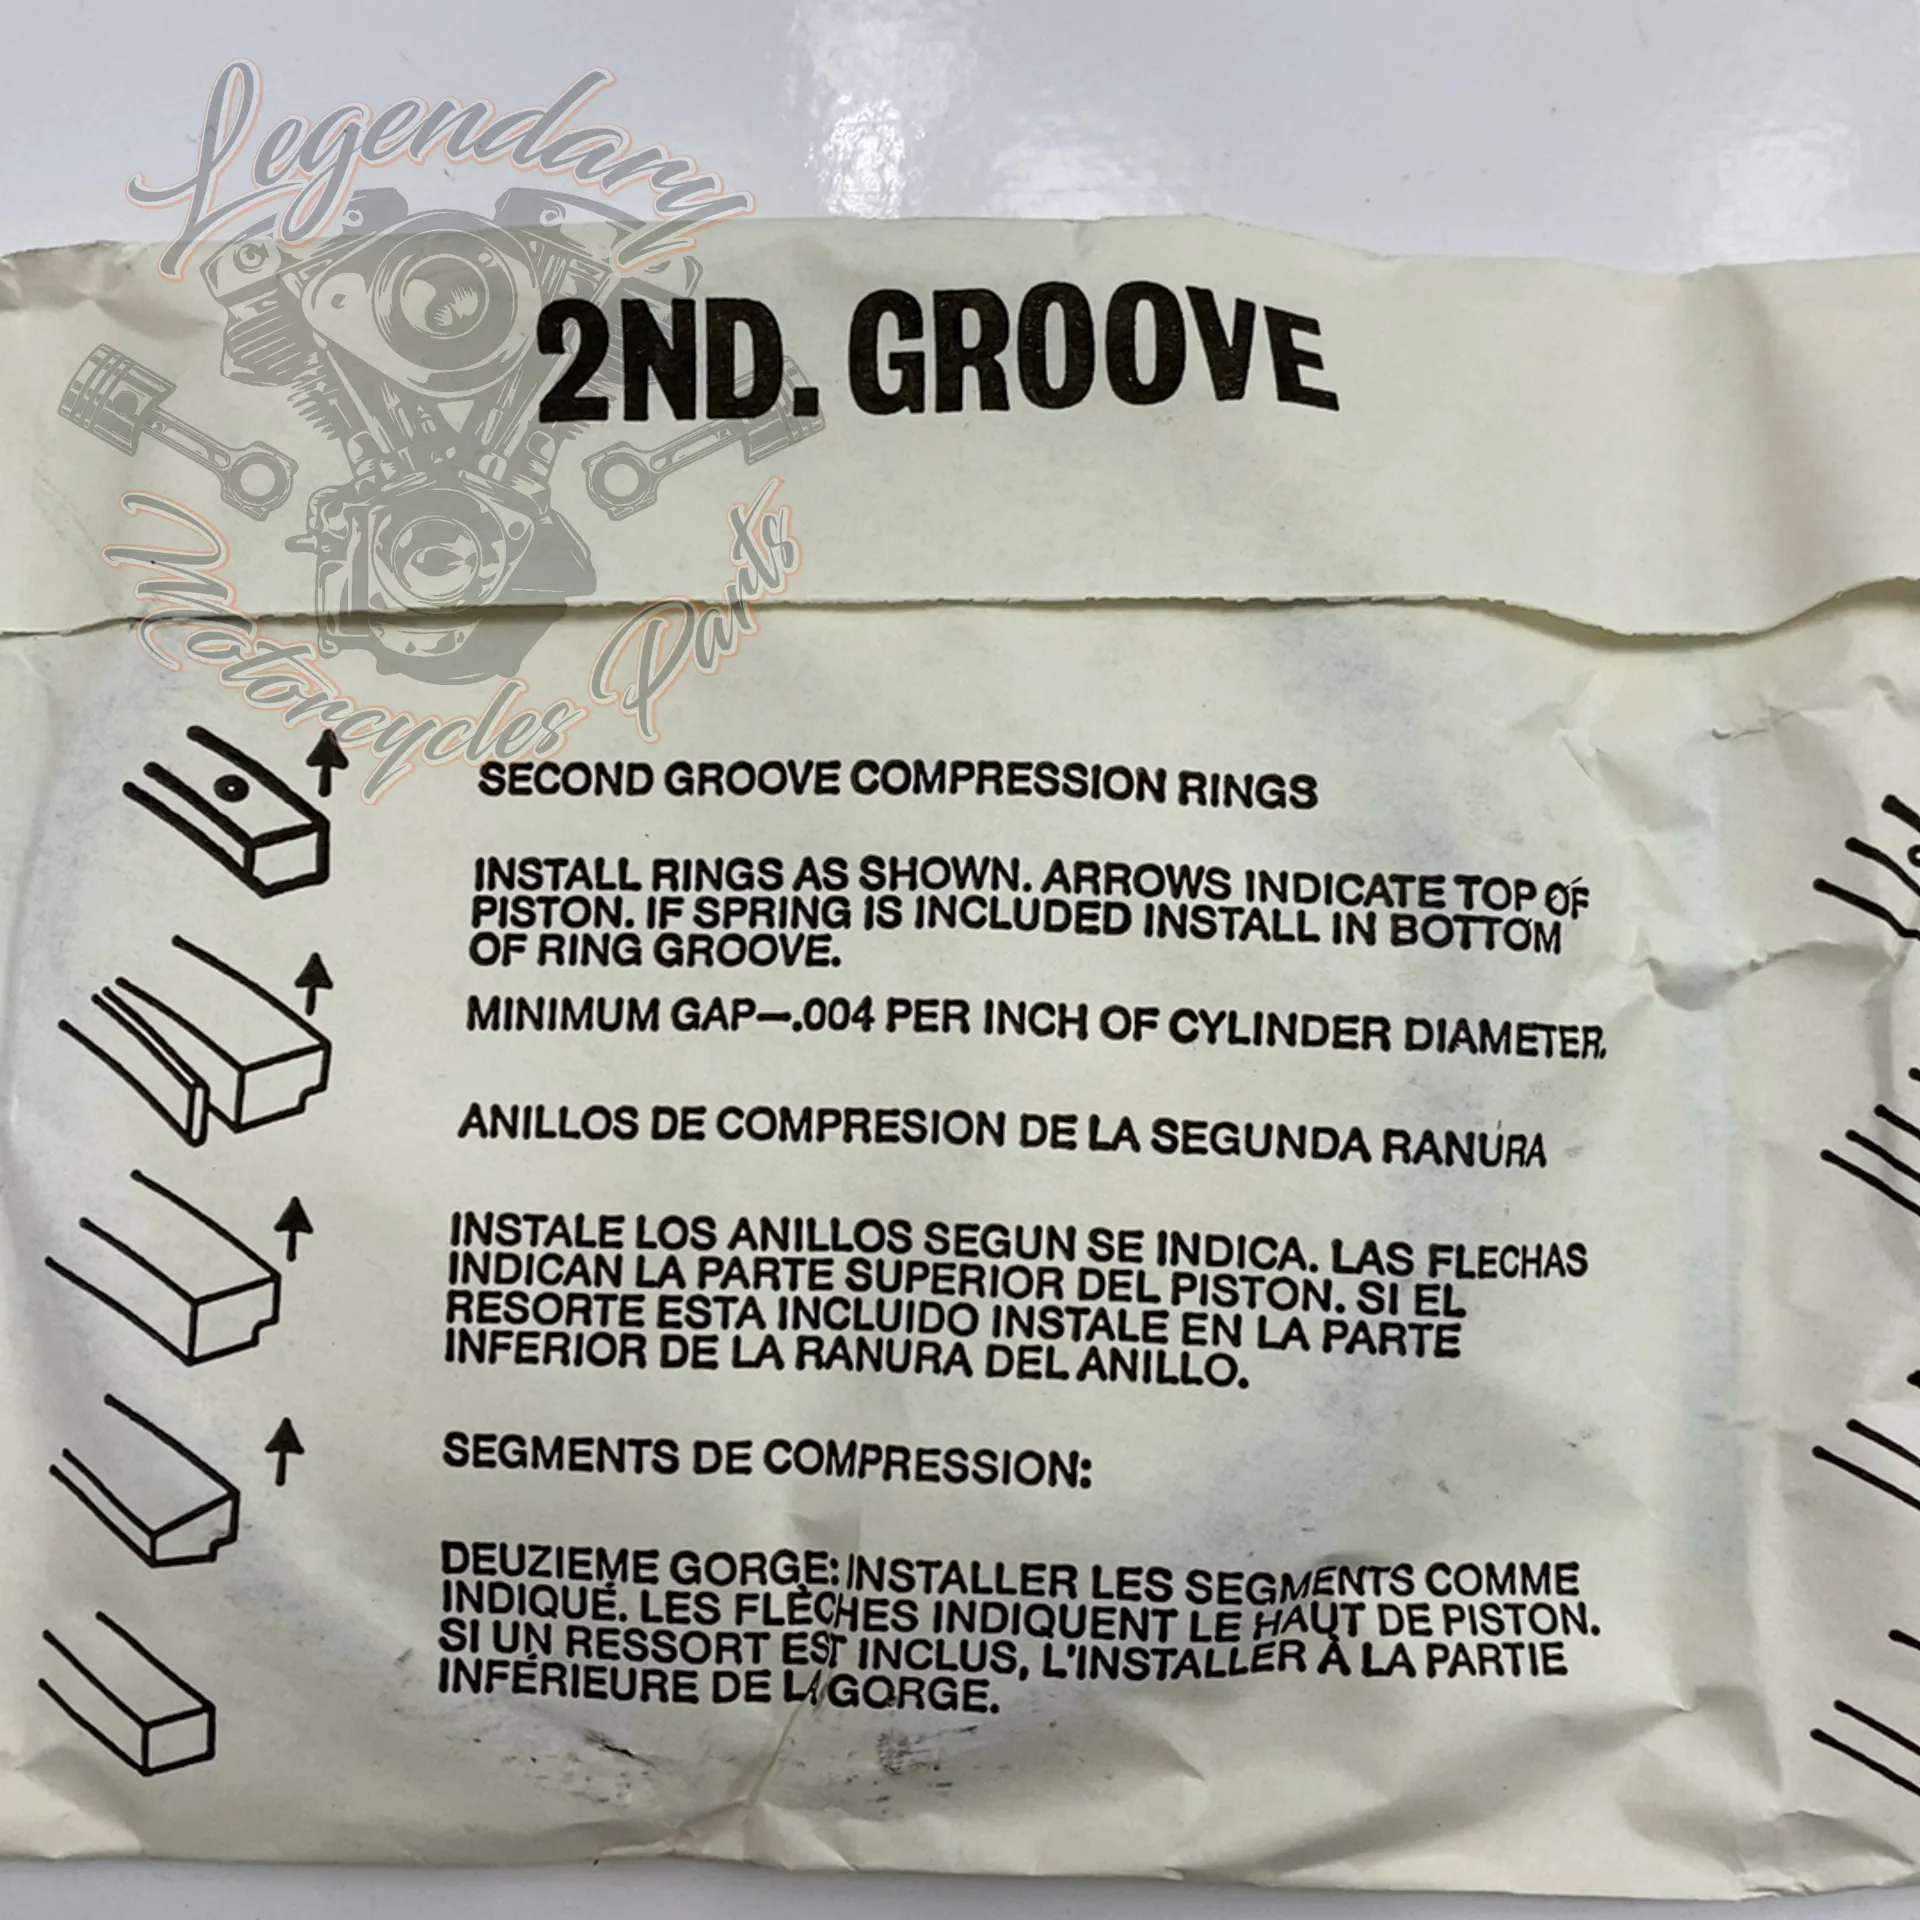 Legendary
Motorcycles Parts
2ND. GROOVE
SECOND GROOVE COMPRESSION RINGS
INSTALL RINGS AS SHOWN. ARROWS INDICATE TOP OF
PISTON. IF SPRING IS INCLUDED INSTALL IN BOTTOM
OF RING GROOVE.
MINIMUM GAP—.004 PER INCH OF CYLINDER DIAMETER.
ANILLOS DE COMPRESION DE LA SEGUNDA RANURA
INSTALE LOS ANILLOS SEGUN SE INDICA. LAS FLECHAS
INDICAN LA PARTE SUPERIOR DEL PISTON. SI EL
RESORTE ESTA INCLUIDO INSTALE EN LA PARTE
INFERIOR DE LA RANURA DEL ANILLO.
SEGMENTS DE COMPRESSION:
DEUZIEME GORGE: INSTALLER LES SEGMENTS COMME
INDIQUÉ. LES FLÈCHES INDIQUENT LE HAUT DE PISTON.
SI UN RESSORT EST INCLUS, L'INSTALLER À LA PARTIE
INFÉRIEURE DE LA GORGE.